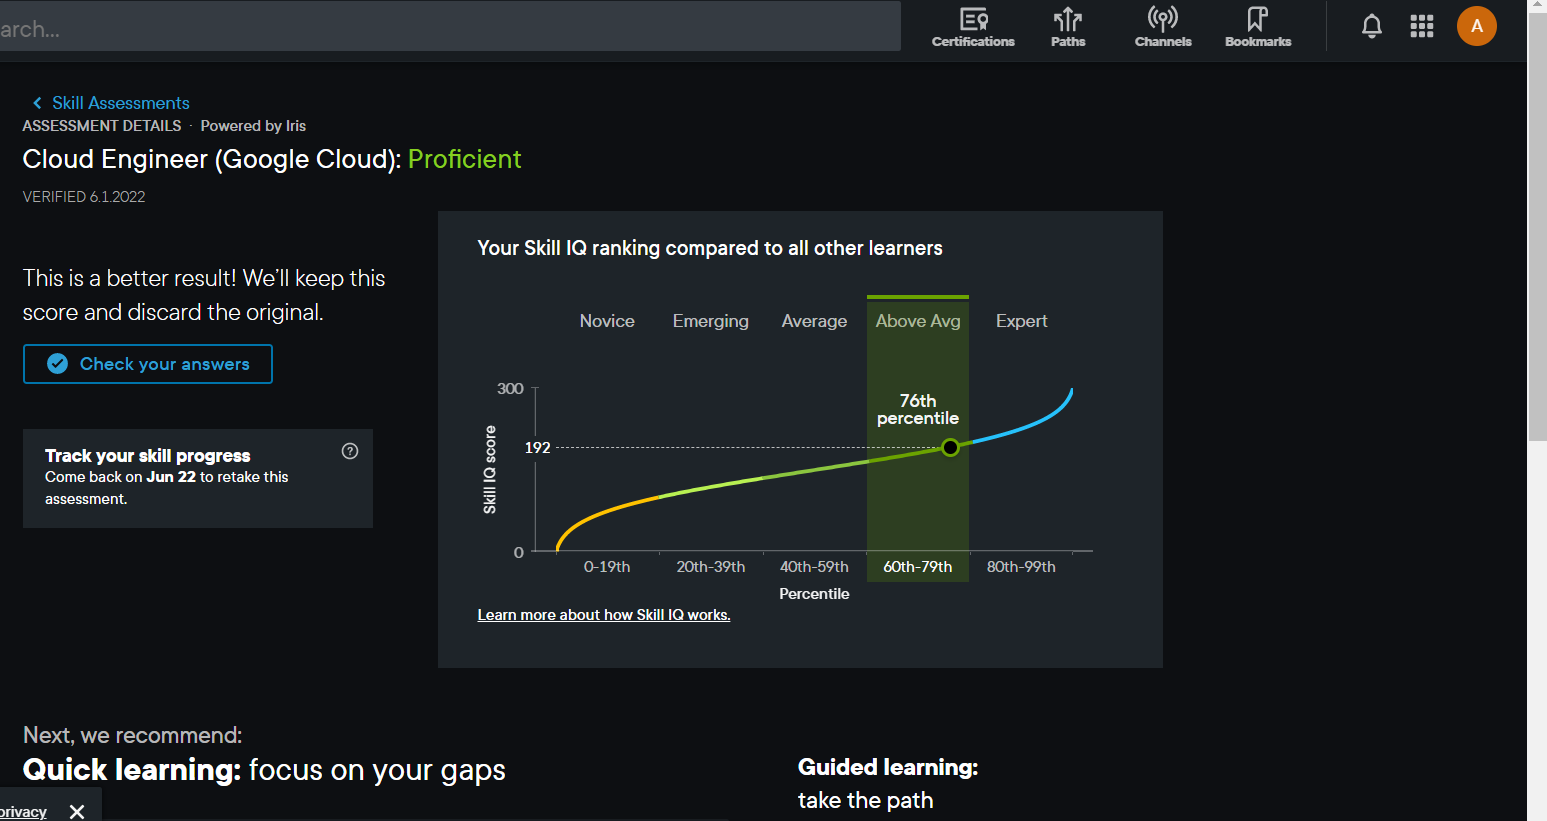 arch...
Certifications
Paths
Channels
Bookmarks
A
Skill Assessments
ASSESSMENT DETAILS · Powered by Iris
Cloud Engineer (Google Cloud): Proficient
VERIFIED 6.1.2022
This is a better result! We'll keep this
score and discard the original.
Check your answers
Track your skill progress
?
Come back on Jun 22 to retake this
assessment.
Your Skill IQ ranking compared to all other learners
Novice
Emerging
Average
Above Avg
Expert
300
76th
percentile
192
Skill IQ score
0
0-19th
20th-39th
40th-59th
60th-79th
80th-99th
Percentile
Learn more about how Skill IQ works.
Next, we recommend:
Quick learning: focus on your gaps
Guided learning:
take the path
privacy